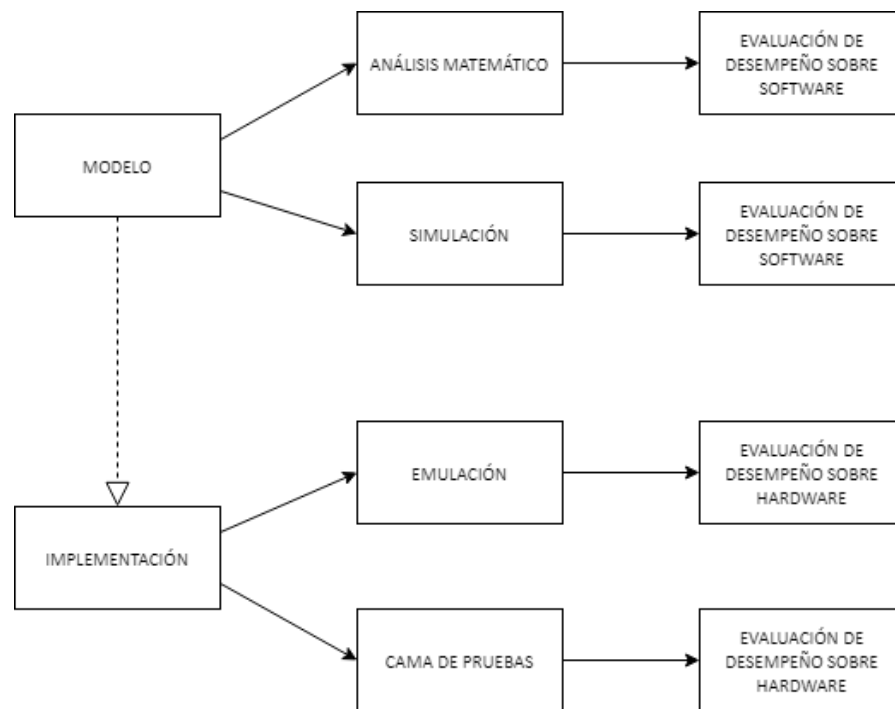 ANÁLISIS MATEMÁTICO
EVALUACIÓN DE
DESEMPEÑO SOBRE
SOFTWARE
MODELO
SIMULACIÓN
EVALUACIÓN DE
DESEMPEÑO SOBRE
SOFTWARE
EMULACIÓN
EVALUACIÓN DE
DESEMPEÑO SOBRE
HARDWARE
IMPLEMENTACIÓN
CAMA DE PRUEBAS
EVALUACIÓN DE
DESEMPEÑO SOBRE
HARDWARE